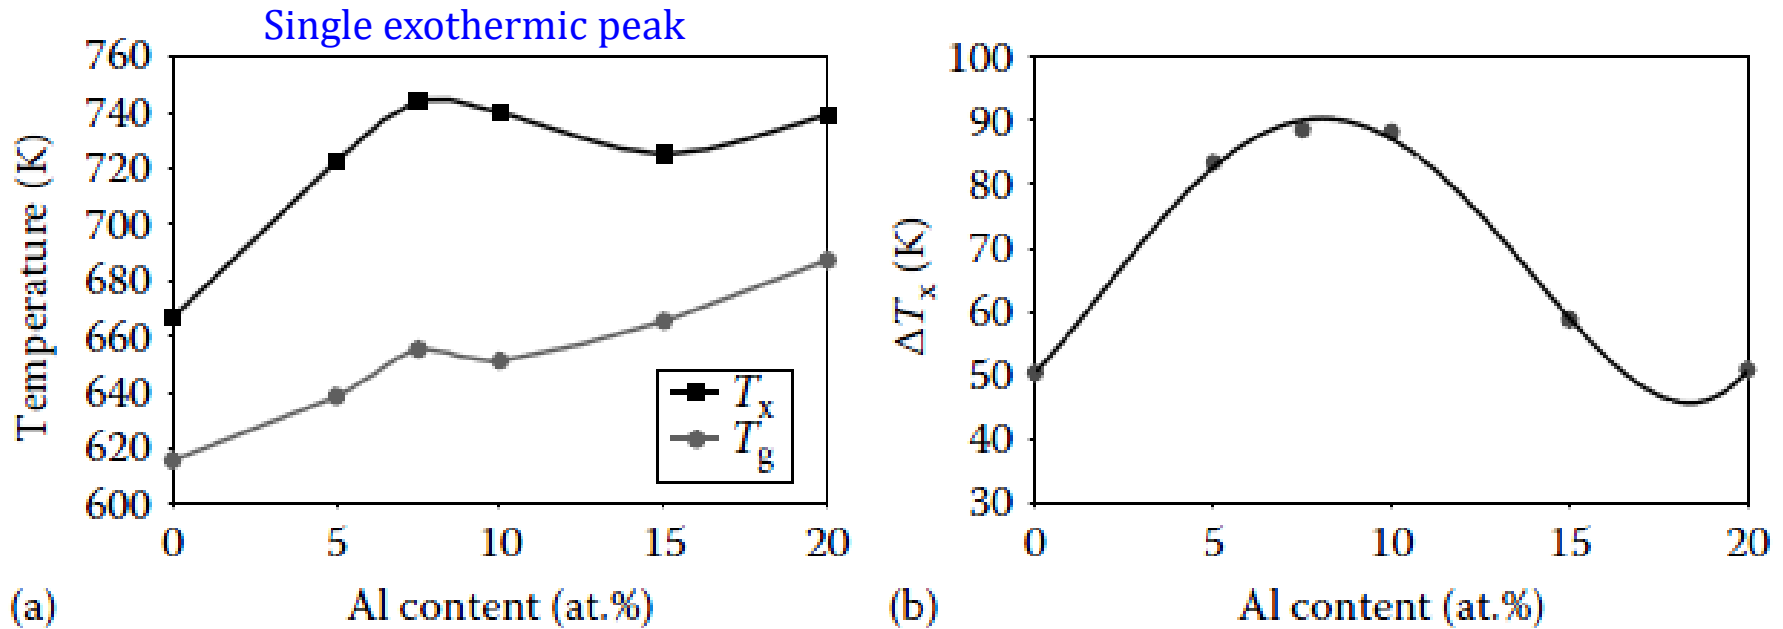 Single exothermic peak
Temperature (K)
760
740
720
700
680
660
640
620
600
0 5 10 15 20
Tx
Tg
(a) Al content (at.%)
ΔTx (K)
100
90
80
70
60
50
40
30
0 5 10 15 20
(b) Al content (at.%)